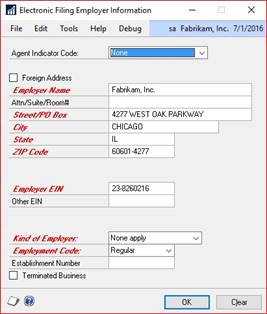 Electronic Filing Employer Information
File Edit Tools Help Debug sa Fabrikam, Inc. 7/1/2016
Agent Indicator Code: None
Foreign Address
Employer Name Fabrikam, Inc.
Attn/Suite/Room#
Street/PO Box 4277 WEST OAK PARKWAY
City CHICAGO
State IL
ZIP Code 60601-4277
Employer EIN 23-8260216
Other EIN
Kind of Employer: None apply
Employment Code: Regular
Establishment Number
Terminated Business
OK Clear